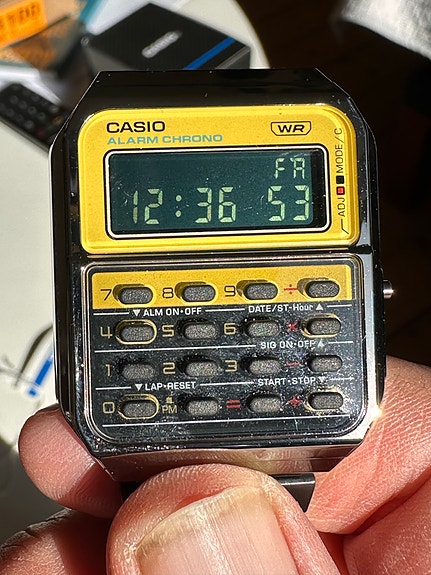 CASIO
CASIO
ALARM CHRONO
WR
ADJ MODE/C
FR
12:36 53
7 8 9 ÷
▼ ALM ON·OFF DATE/ST-Hour ▲
4 5 6 ×
SIG ON·OFF ▲
1 2 3 −
▼ LAP·RESET START·STOP ▼
0 PM = +